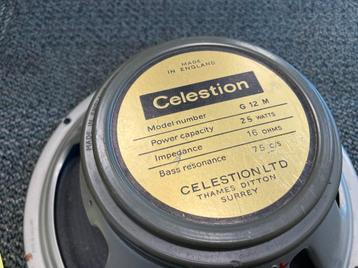 MADE
IN ENGLAND
Celestion
Model number G 12 M
Power capacity 25 WATTS
Impedance 16 OHMS
Bass resonance 75 c/s
CELESTION LTD
THAMES DITTON
SURREY
MADE